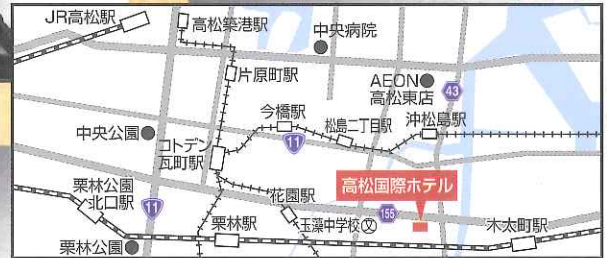 JR高松駅
高松築港駅
中央病院
片原町駅
AEON
高松東店
43
今橋駅
松島二丁目駅
沖松島駅
中央公園
コトデン
瓦町駅
11
高松国際ホテル
栗林公園
北口駅
11
花園駅
155
栗林駅
玉藻中学校
文
木太町駅
栗林公園